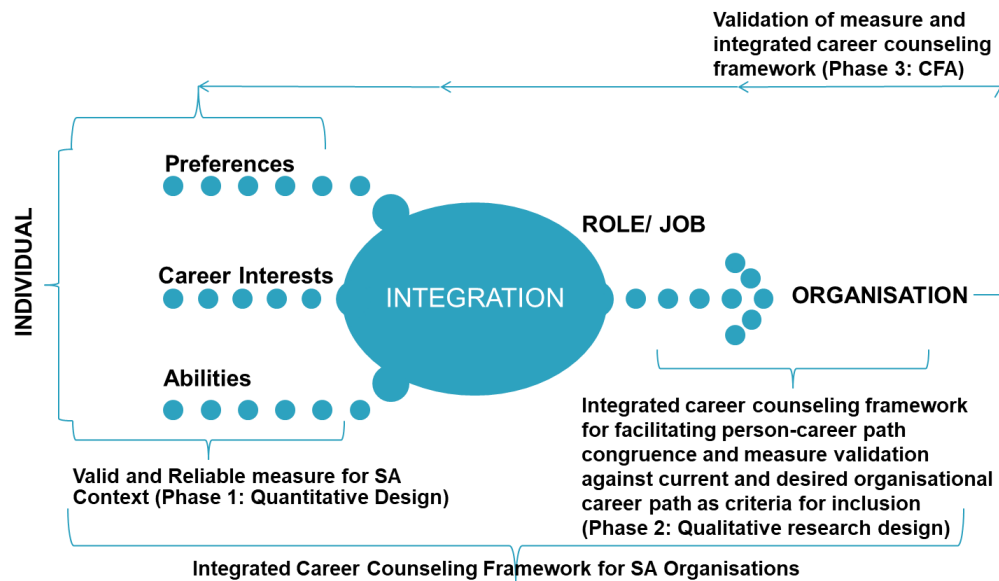 Validation of measure and
integrated career counseling
framework (Phase 3: CFA)
INDIVIDUAL
Preferences
Career Interests
Abilities
INTEGRATION
ROLE/ JOB
ORGANISATION
Valid and Reliable measure for SA
Context (Phase 1: Quantitative Design)
Integrated career counseling framework
for facilitating person-career path
congruence and measure validation
against current and desired organisational
career path as criteria for inclusion
(Phase 2: Qualitative research design)
Integrated Career Counseling Framework for SA Organisations